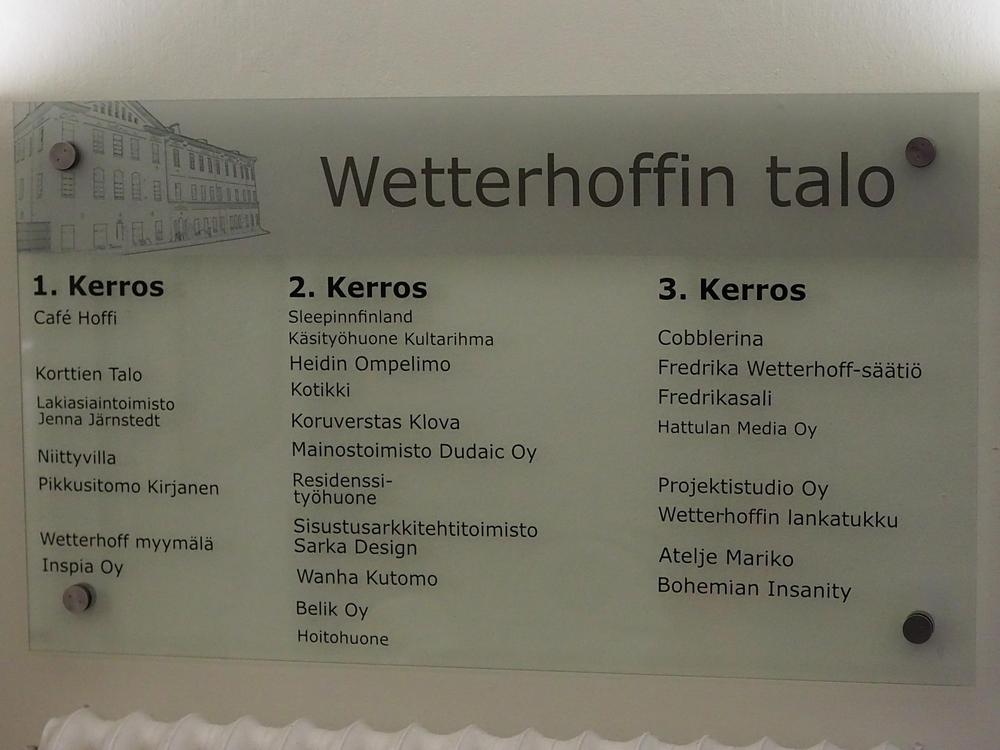 Wetterhoffin talo
1. Kerros
Café Hoffi
Korttien Talo
Lakiasiaintoimisto
Jenna Järnstedt
Niittyvilla
Pikkusitomo Kirjanen
Wetterhoff myymälä
Inspia Oy
2. Kerros
Sleepinnfinland
Käsityöhuone Kultarihma
Heidin Ompelimo
Kotikki
Koruverstas Klova
Mainostoimisto Dudaic Oy
Residenssi-
työhuone
Sisustusarkkitehtitoimisto
Sarka Design
Wanha Kutomo
Belik Oy
Hoitohuone
3. Kerros
Cobblerina
Fredrika Wetterhoff-säätiö
Fredrikasali
Hattulan Media Oy
Projektistudio Oy
Wetterhoffin lankatukku
Atelje Mariko
Bohemian Insanity